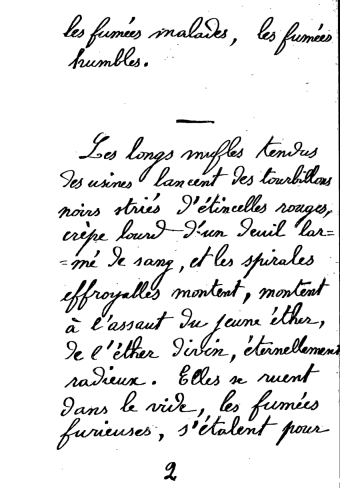 les fumées malades, les fumées
humbles.
Les longs mufles tendus
des usines lancent des tourbillons
noirs striés d'étincelles rouges,
crêpe lourd d'un deuil lar=
=mé de sang, et les spirales
effroyables montent, montent
à l'assaut du jeune éther,
de l'éther divin, éternellement
radieux. Elles se ruent
dans le vide, les fumées
furieuses, s'étalent pour
2